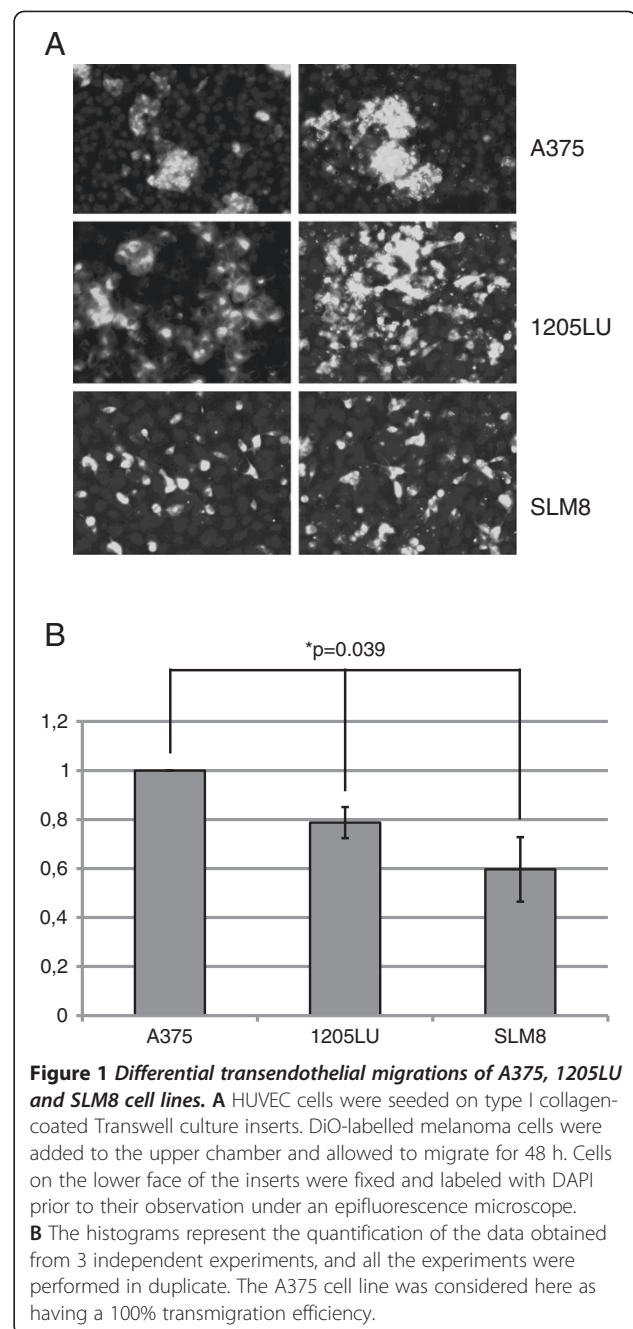 A
A375
1205LU
SLM8
B
*p=0.039
1,2
1
0,8
0,6
0,4
0,2
0
A375 1205LU SLM8
Figure 1 Differential transendothelial migrations of A375, 1205LU
and SLM8 cell lines. A HUVEC cells were seeded on type I collagen-
coated Transwell culture inserts. DiO-labelled melanoma cells were
added to the upper chamber and allowed to migrate for 48 h. Cells
on the lower face of the inserts were fixed and labeled with DAPI
prior to their observation under an epifluorescence microscope.
B The histograms represent the quantification of the data obtained
from 3 independent experiments, and all the experiments were
performed in duplicate. The A375 cell line was considered here as
having a 100% transmigration efficiency.